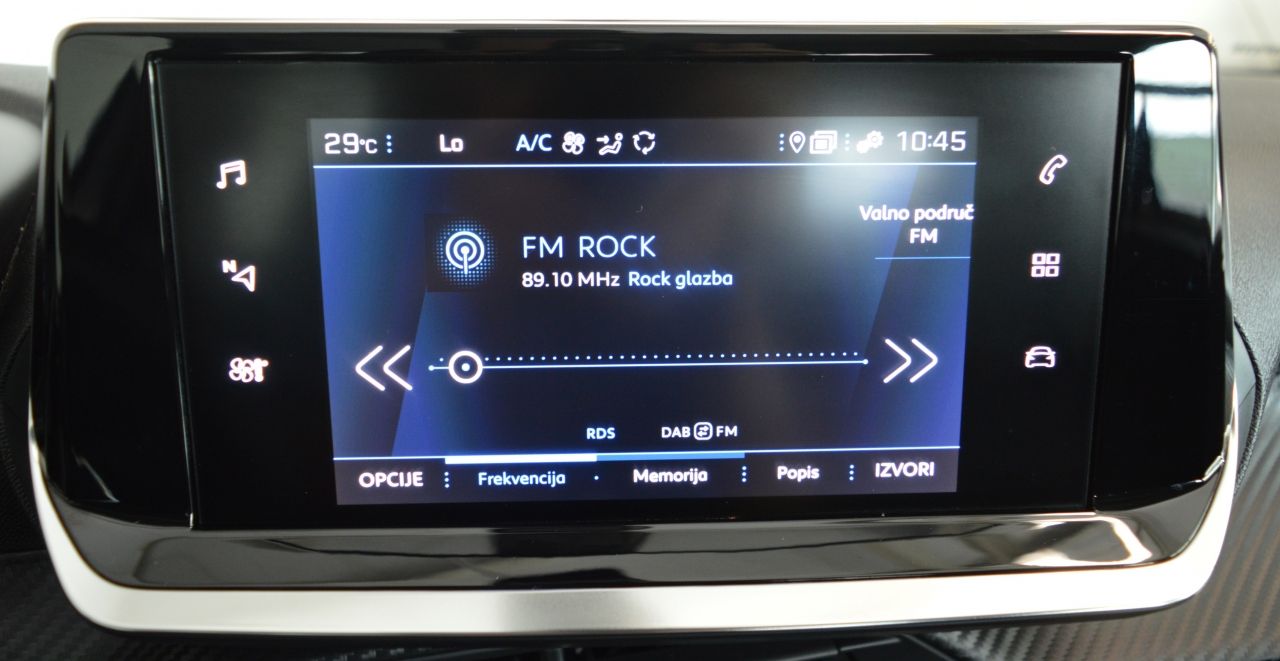 29°C Lo A/C 10:45
N
Valno područ
FM
FM ROCK
89.10 MHz Rock glazba
RDS DAB FM
OPCIJE Frekvencija Memorija Popis IZVORI